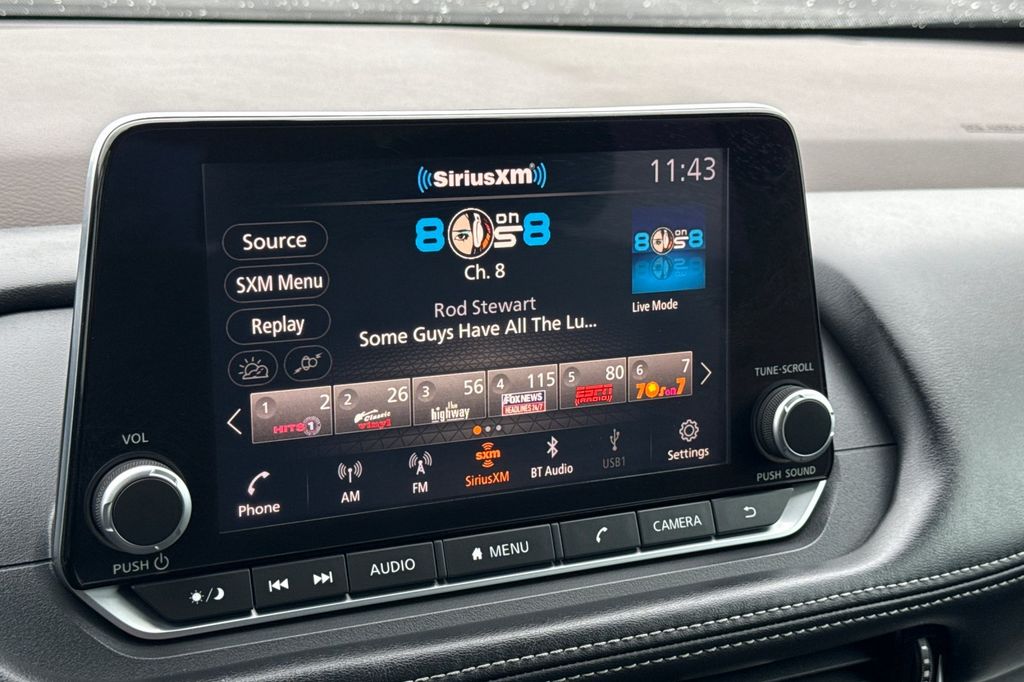 SiriusXM
11:43
80s on 8
Ch. 8
80s on 8
Live Mode
Source
SXM Menu
Replay
Rod Stewart
Some Guys Have All The Lu...
1 2 HITS 1
2 26 Classic vinyl
3 56 the highway
4 115 FOX NEWS HEADLINES 24/7
5 80 ESPN RADIO
6 7 70s on 7
Phone
AM
FM
sxm SiriusXM
BT Audio
USB1
Settings
VOL
PUSH
TUNE·SCROLL
PUSH SOUND
AUDIO
MENU
CAMERA